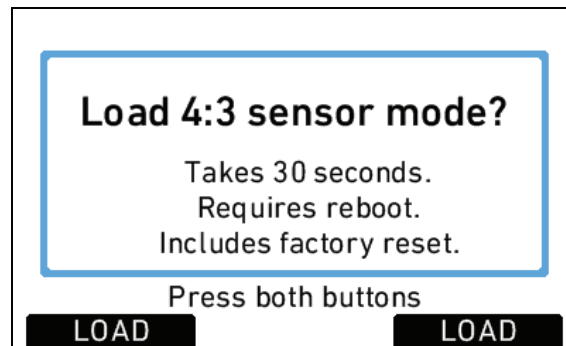 Load 4:3 sensor mode?
Takes 30 seconds.
Requires reboot.
Includes factory reset.
Press both buttons
LOAD LOAD